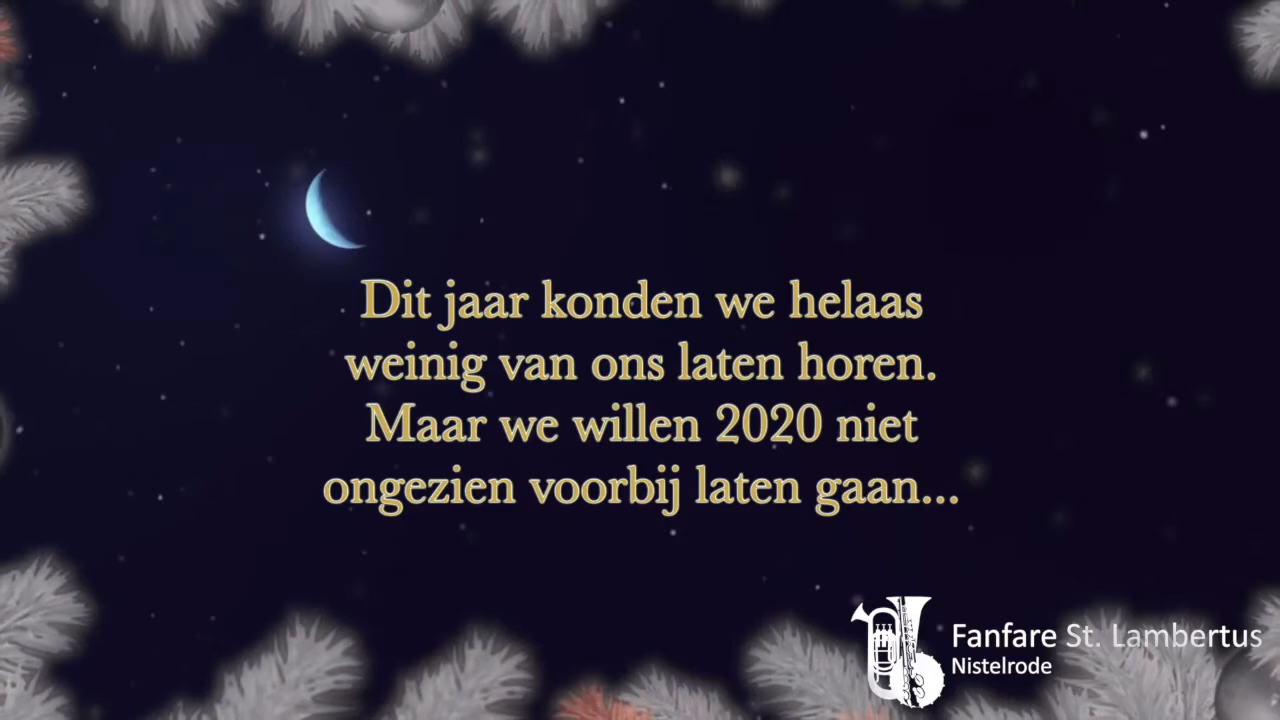 Dit jaar konden we helaas
weinig van ons laten horen.
Maar we willen 2020 niet
ongezien voorbij laten gaan...
Fanfare St. Lambertus
Nistelrode